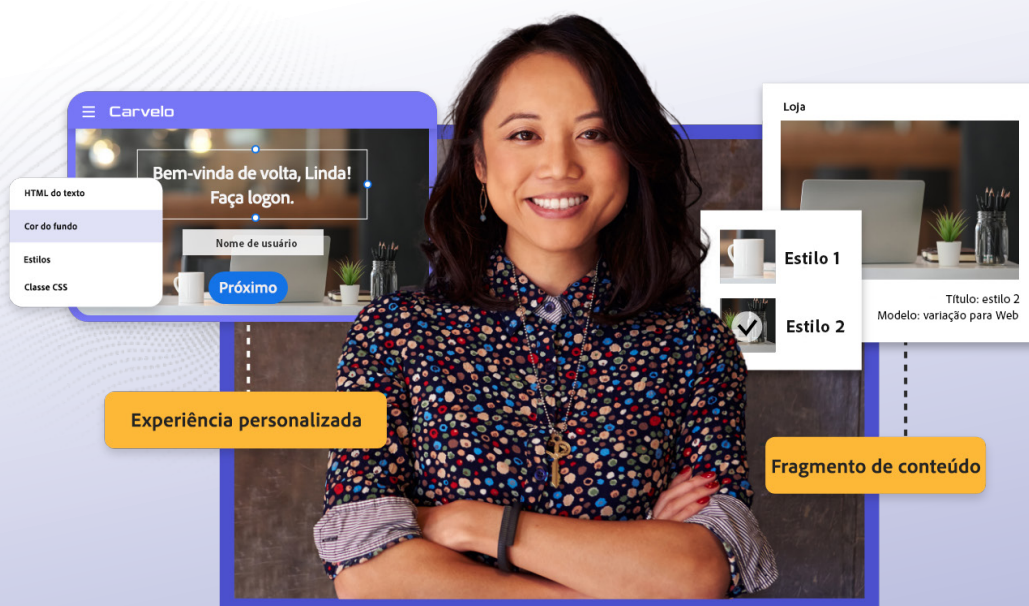 Carvelo
Bem-vinda de volta, Linda!
Faça logon.
Nome de usuário
Próximo
HTML do texto
Cor do fundo
Estilos
Classe CSS
Experiência personalizada
Loja
Estilo 1
Estilo 2
Título: estilo 2
Modelo: variação para Web
Fragmento de conteúdo